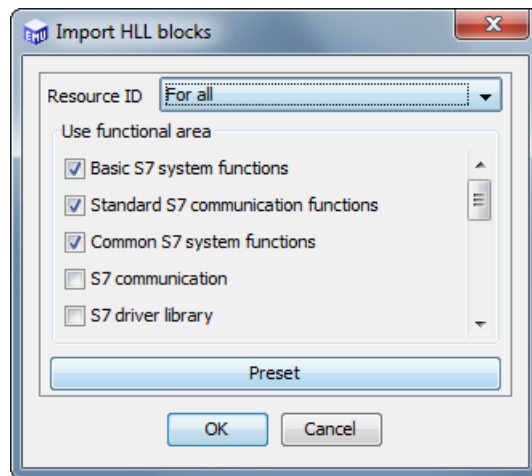 EMU Import HLL blocks
Resource ID For all
Use functional area
Basic S7 system functions
Standard S7 communication functions
Common S7 system functions
S7 communication
S7 driver library
Preset
OK Cancel